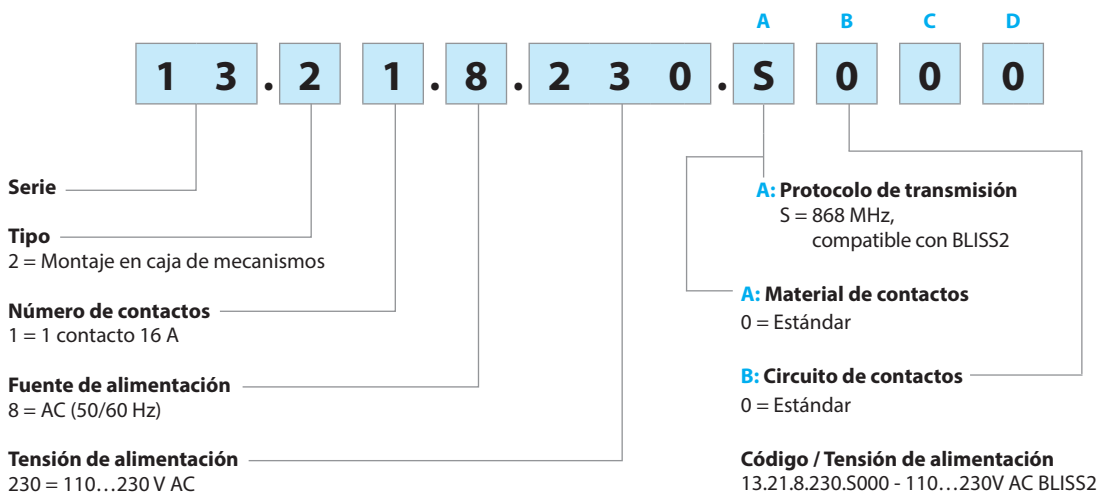 A B C D
1 3 . 2 1 . 8 . 2 3 0 . S 0 0 0
Serie
Tipo
2 = Montaje en caja de mecanismos
Número de contactos
1 = 1 contacto 16 A
Fuente de alimentación
8 = AC (50/60 Hz)
Tensión de alimentación
230 = 110…230 V AC
A: Protocolo de transmisión
S = 868 MHz,
compatible con BLISS2
A: Material de contactos
0 = Estándar
B: Circuito de contactos
0 = Estándar
Código / Tensión de alimentación
13.21.8.230.S000 - 110…230V AC BLISS2